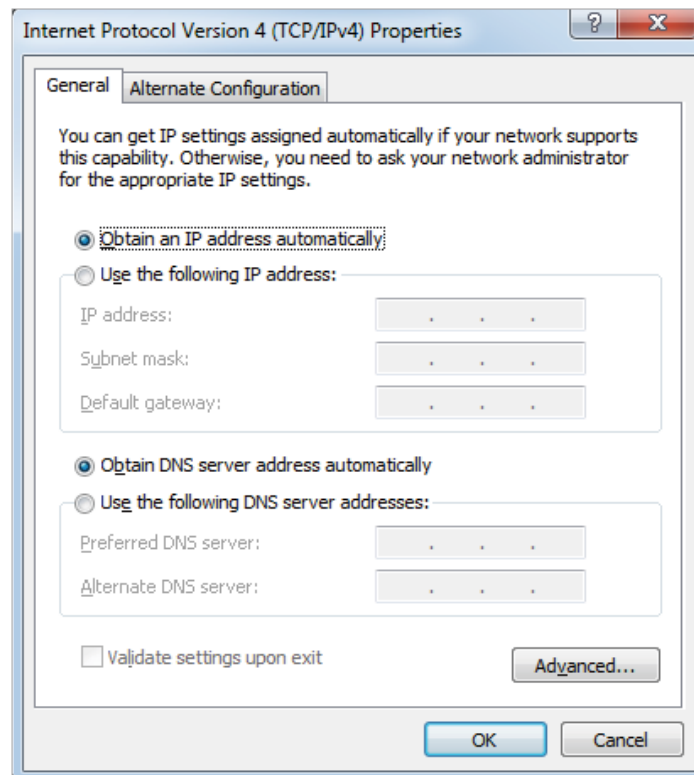 Internet Protocol Version 4 (TCP/IPv4) Properties
?
X
General
Alternate Configuration
You can get IP settings assigned automatically if your network supports
this capability. Otherwise, you need to ask your network administrator
for the appropriate IP settings.
Obtain an IP address automatically
Use the following IP address:
IP address: . . .
Subnet mask: . . .
Default gateway: . . .
Obtain DNS server address automatically
Use the following DNS server addresses:
Preferred DNS server: . . .
Alternate DNS server: . . .
Validate settings upon exit
Advanced...
OK
Cancel